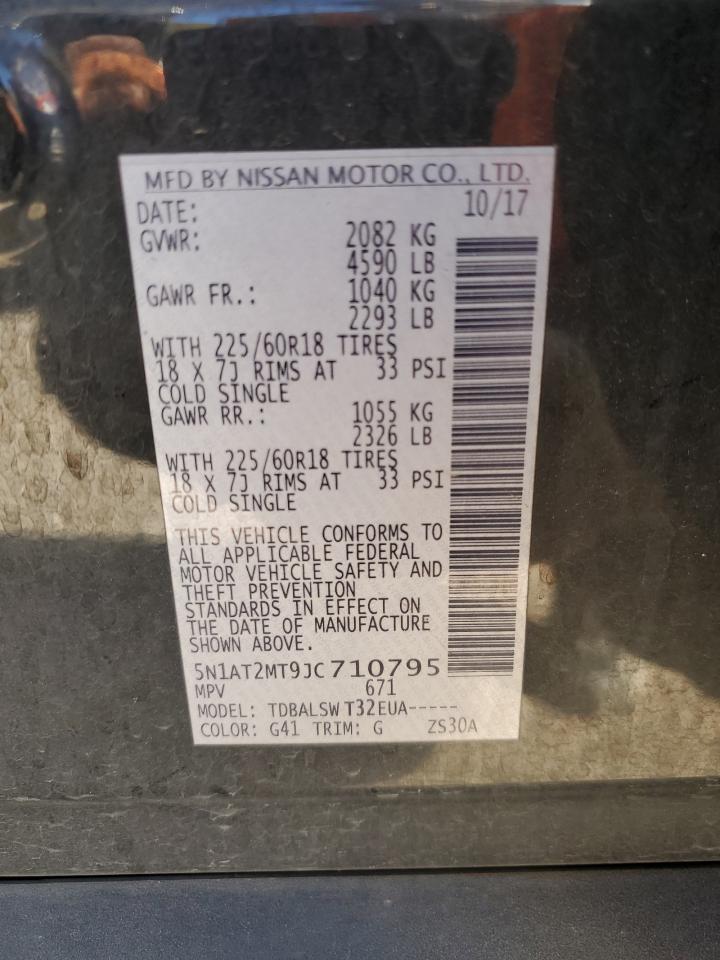 MFD BY NISSAN MOTOR CO., LTD.
DATE: 10/17
GVWR: 2082 KG
4590 LB
GAWR FR.: 1040 KG
2293 LB
WITH 225/60R18 TIRES
18 X 7J RIMS AT 33 PSI
COLD SINGLE
GAWR RR.: 1055 KG
2326 LB
WITH 225/60R18 TIRES
18 X 7J RIMS AT 33 PSI
COLD SINGLE
THIS VEHICLE CONFORMS TO
ALL APPLICABLE FEDERAL
MOTOR VEHICLE SAFETY AND
THEFT PREVENTION
STANDARDS IN EFFECT ON
THE DATE OF MANUFACTURE
SHOWN ABOVE.
5N1AT2MT9JC710795
MPV 671
MODEL: TDBALSW T32EUA-----
COLOR: G41 TRIM: G ZS30A